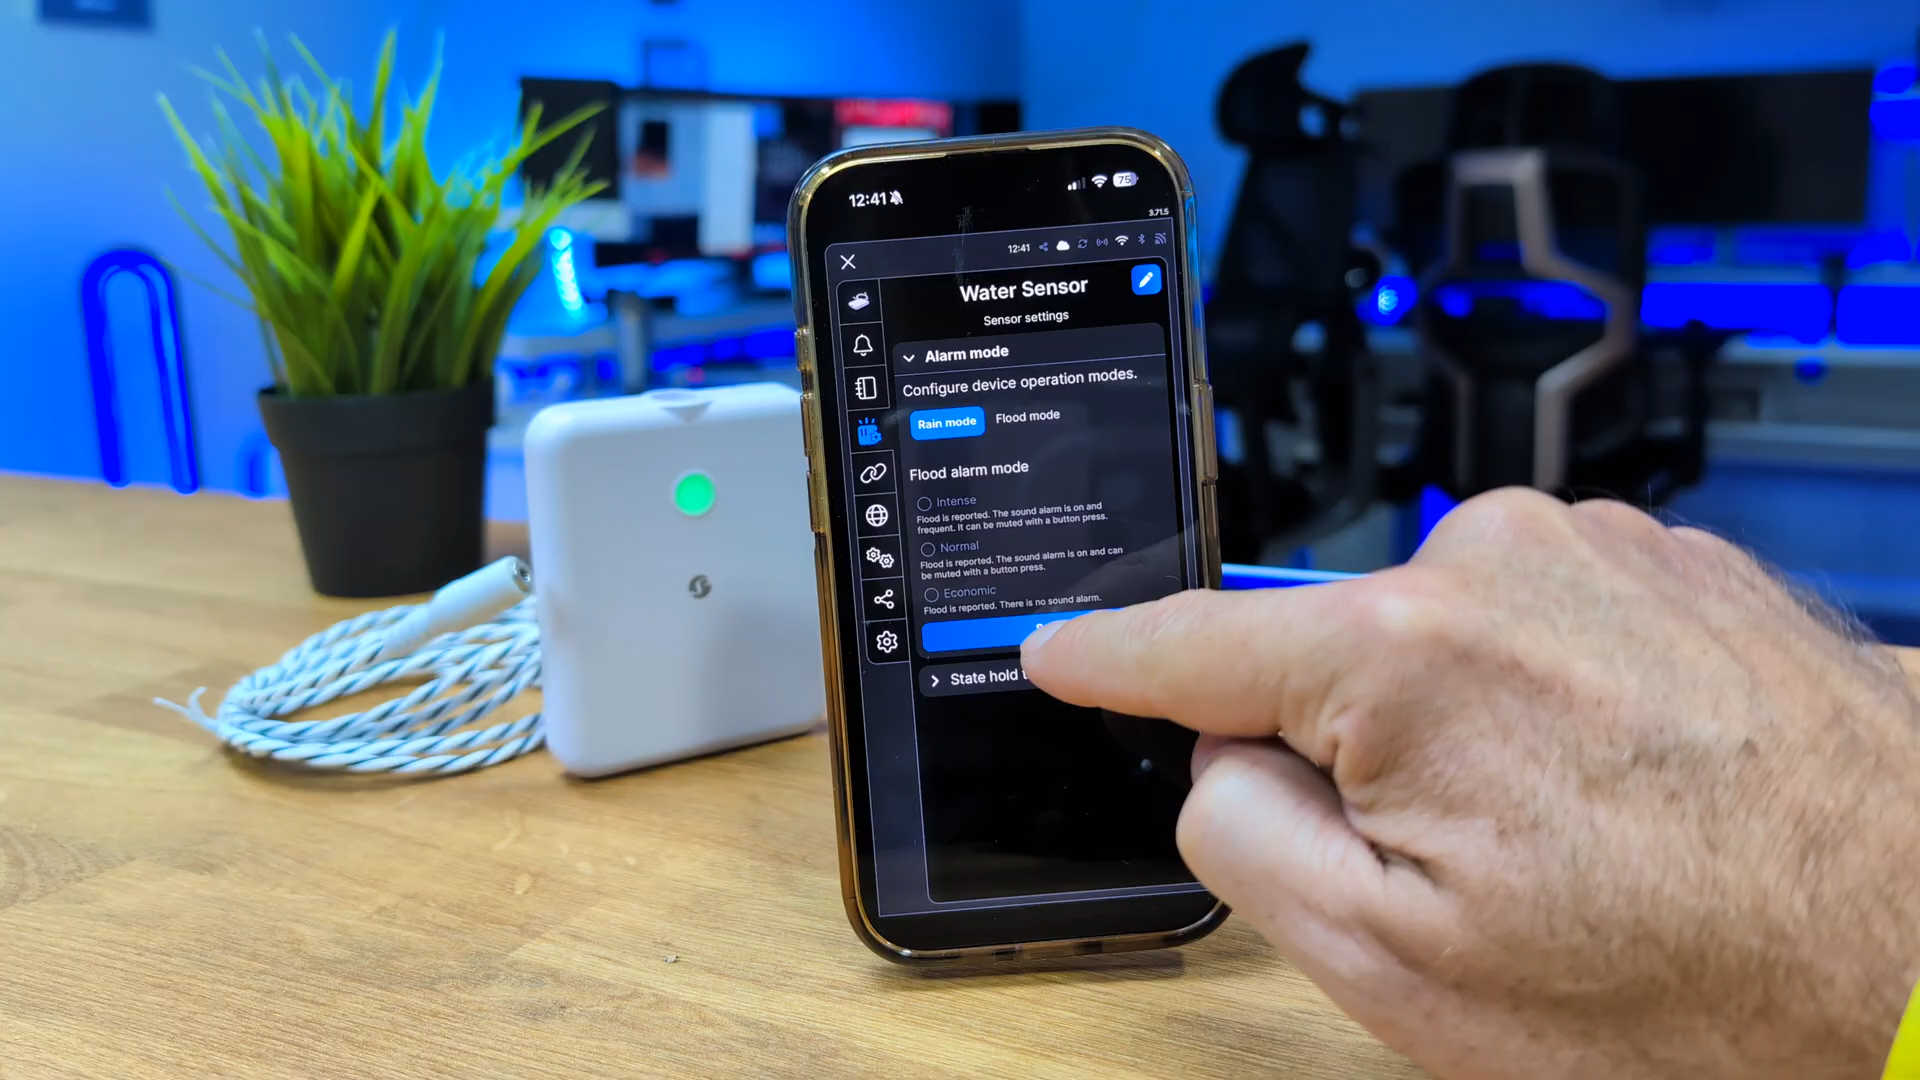 12:41
75
3.71.5
12:41
Water Sensor
Sensor settings
Alarm mode
Configure device operation modes.
Rain mode Flood mode
Flood alarm mode
Intense
Flood is reported. The sound alarm is on and
frequent. It can be muted with a button press.
Normal
Flood is reported. The sound alarm is on and can
be muted with a button press.
Economic
Flood is reported. There is no sound alarm.
State hold